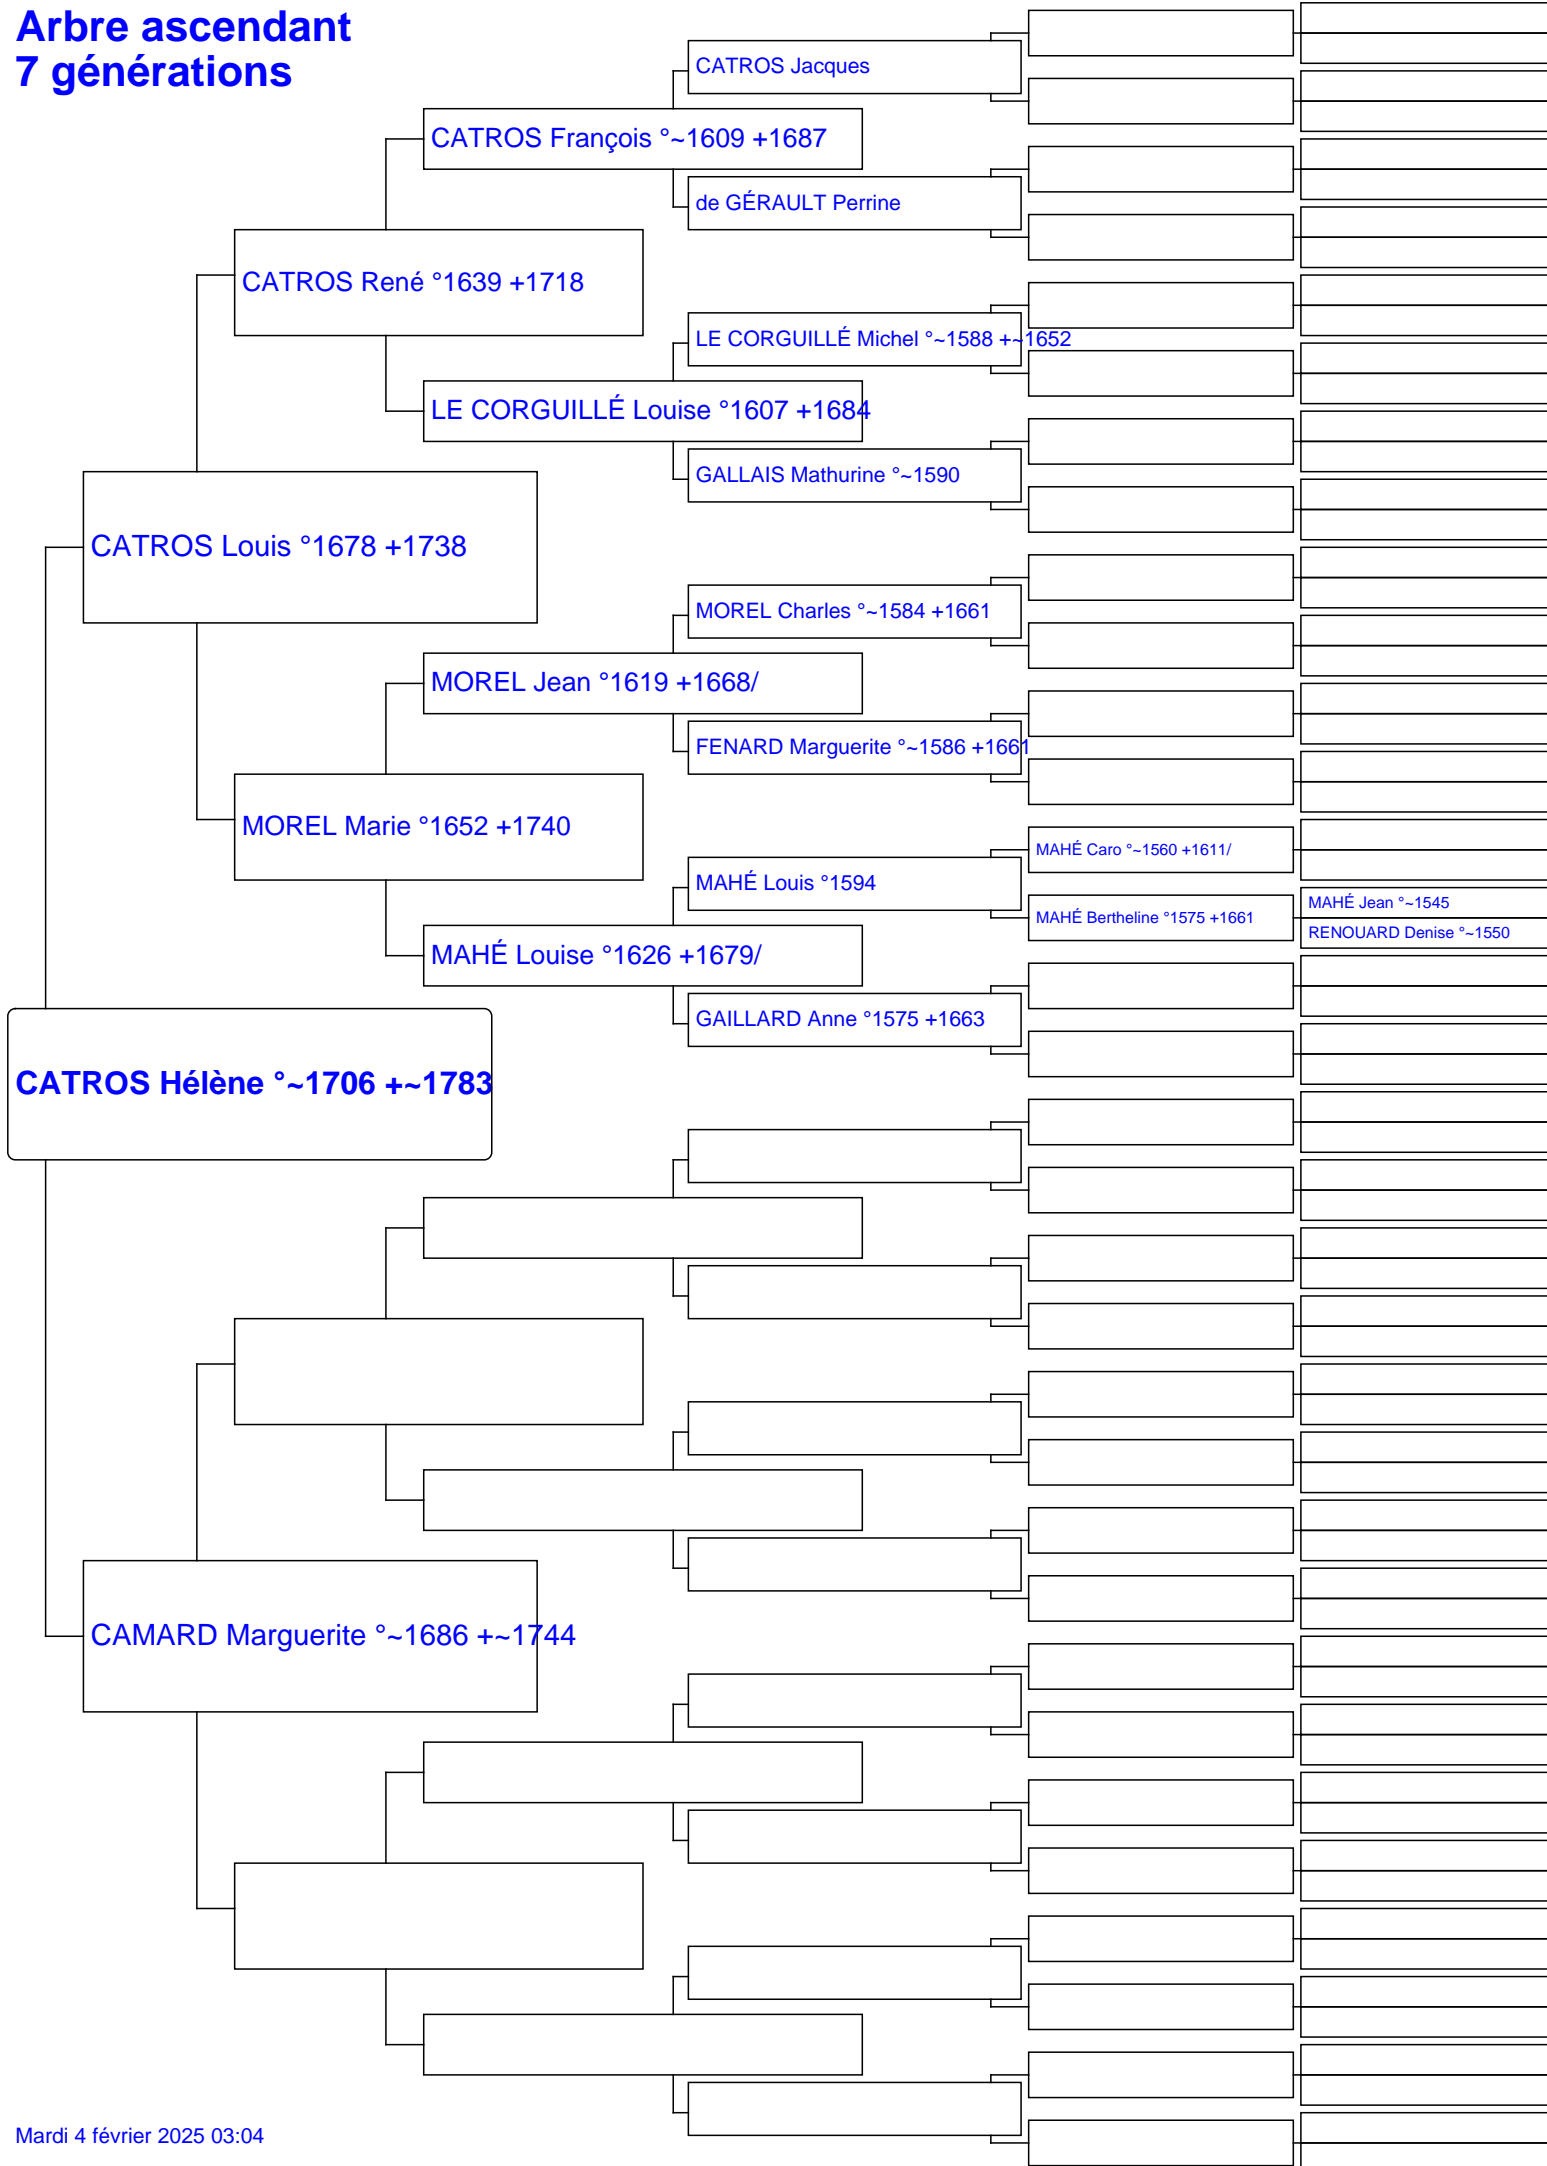 Arbre ascendant
7 générations
CATROS Jacques
CATROS François °~1609 +1687
de GÉRAULT Perrine
CATROS René °1639 +1718
LE CORGUILLÉ Michel °~1588 +~1652
LE CORGUILLÉ Louise °1607 +1684
GALLAIS Mathurine °~1590
CATROS Louis °1678 +1738
MOREL Charles °~1584 +1661
MOREL Jean °1619 +1668/
FENARD Marguerite °~1586 +1661
MOREL Marie °1652 +1740
MAHÉ Caro °~1560 +1611/
MAHÉ Louis °1594
MAHÉ Jean °~1545
MAHÉ Bertheline °1575 +1661
RENOUARD Denise °~1550
MAHÉ Louise °1626 +1679/
GAILLARD Anne °1575 +1663
CATROS Hélène °~1706 +~1783
CAMARD Marguerite °~1686 +~1744
Mardi 4 février 2025 03:04